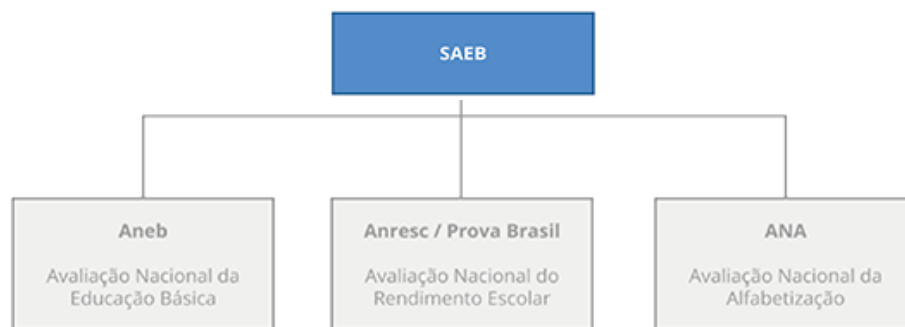 SAEB
Aneb
Avaliação Nacional da
Educação Básica
Anresc / Prova Brasil
Avaliação Nacional do
Rendimento Escolar
ANA
Avaliação Nacional da
Alfabetização